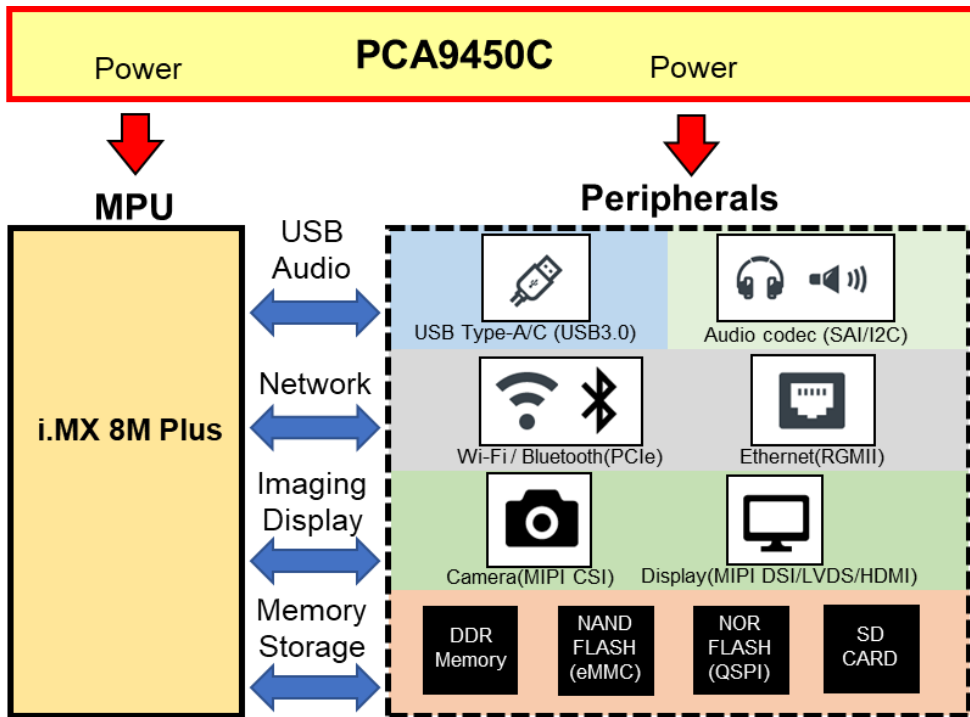 PCA9450C
Power
Power
MPU
Peripherals
i.MX 8M Plus
USB
Audio
Network
Imaging
Display
Memory
Storage
USB Type-A/C (USB3.0)
Audio codec (SAI/I2C)
Wi-Fi / Bluetooth(PCIe)
Ethernet(RGMII)
Camera(MIPI CSI)
Display(MIPI DSI/LVDS/HDMI)
DDR
Memory
NAND
FLASH
(eMMC)
NOR
FLASH
(QSPI)
SD
CARD